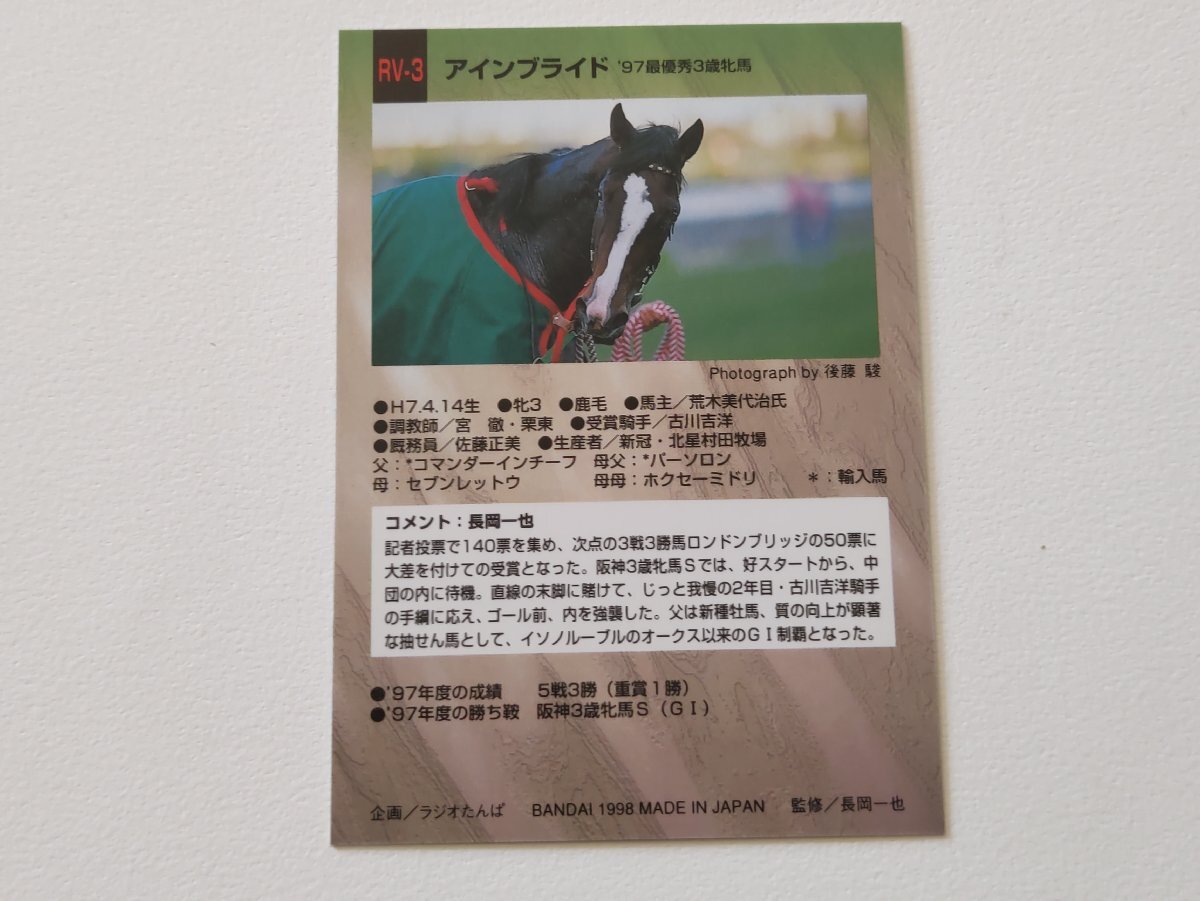 RV-3 アインブライド '97最優秀3歳牝馬
Photograph by 後藤 駿
●H7.4.14生 ●牝3 ●鹿毛 ●馬主／荒木美代治氏
●調教師／宮 徹・栗東 ●受賞騎手／古川吉洋
●厩務員／佐藤正美 ●生産者／新冠・北星村田牧場
父：*コマンダーインチーフ 母父：*パーソロン
母：セブンレットウ 母母：ホクセーミドリ ＊：輸入馬
コメント：長岡一也
記者投票で140票を集め、次点の3戦3勝馬ロンドンブリッジの50票に
大差を付けての受賞となった。阪神3歳牝馬Sでは、好スタートから、中
団の内に待機。直線の末脚に賭けて、じっと我慢の2年目・古川吉洋騎手
の手綱に応え、ゴール前、内を強襲した。父は新種牡馬、質の向上が顕著
な抽せん馬として、イソノルーブルのオークス以来のGⅠ制覇となった。
●'97年度の成績 5戦3勝（重賞1勝）
●'97年度の勝ち鞍 阪神3歳牝馬S（GⅠ）
企画／ラジオたんぱ BANDAI 1998 MADE IN JAPAN 監修／長岡一也